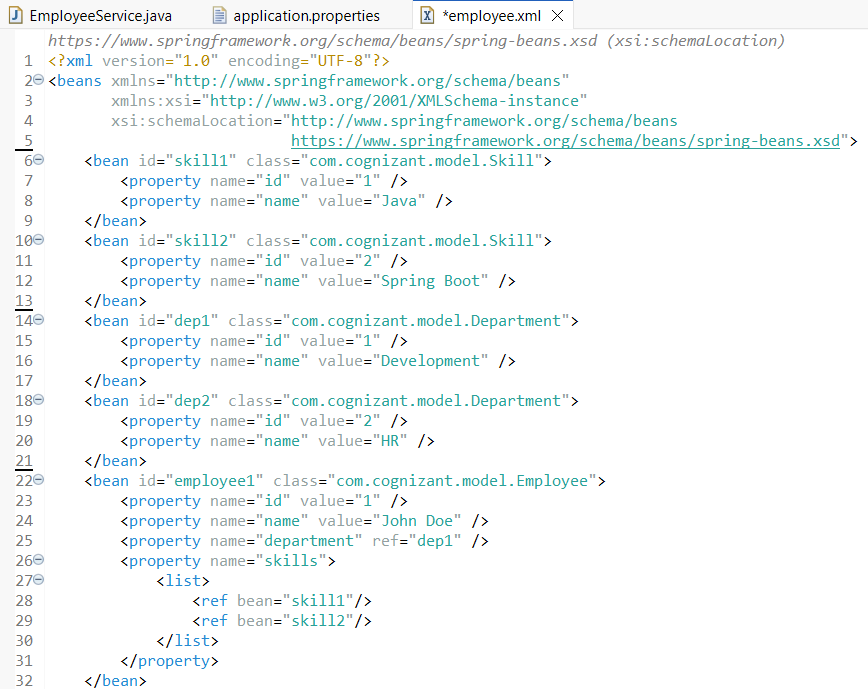 EmployeeService.java application.properties *employee.xml
https://www.springframework.org/schema/beans/spring-beans.xsd (xsi:schemaLocation)
1 <?xml version="1.0" encoding="UTF-8"?>
2 <beans xmlns="http://www.springframework.org/schema/beans"
3 xmlns:xsi="http://www.w3.org/2001/XMLSchema-instance"
4 xsi:schemaLocation="http://www.springframework.org/schema/beans
5 https://www.springframework.org/schema/beans/spring-beans.xsd">
6 <bean id="skill1" class="com.cognizant.model.Skill">
7 <property name="id" value="1" />
8 <property name="name" value="Java" />
9 </bean>
10 <bean id="skill2" class="com.cognizant.model.Skill">
11 <property name="id" value="2" />
12 <property name="name" value="Spring Boot" />
13 </bean>
14 <bean id="dep1" class="com.cognizant.model.Department">
15 <property name="id" value="1" />
16 <property name="name" value="Development" />
17 </bean>
18 <bean id="dep2" class="com.cognizant.model.Department">
19 <property name="id" value="2" />
20 <property name="name" value="HR" />
21 </bean>
22 <bean id="employee1" class="com.cognizant.model.Employee">
23 <property name="id" value="1" />
24 <property name="name" value="John Doe" />
25 <property name="department" ref="dep1" />
26 <property name="skills">
27 <list>
28 <ref bean="skill1"/>
29 <ref bean="skill2"/>
30 </list>
31 </property>
32 </bean>